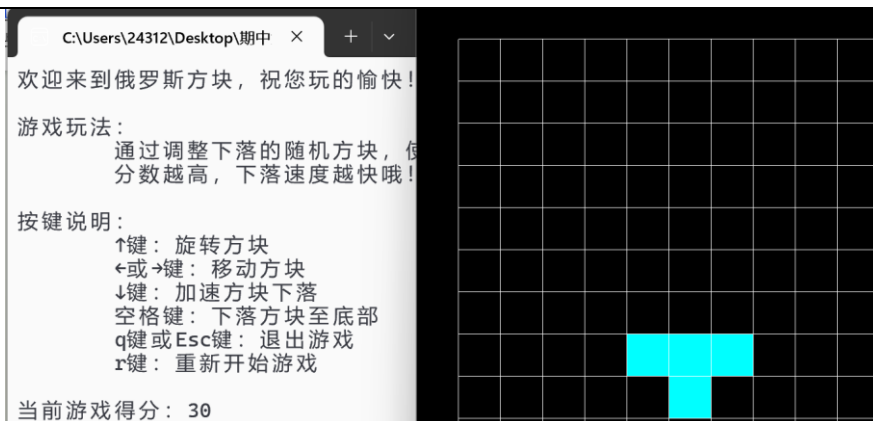 C:\Users\24312\Desktop\期中
欢迎来到俄罗斯方块，祝您玩的愉快！
游戏玩法：
通过调整下落的随机方块，
分数越高，下落速度越快哦！
按键说明：
↑键：旋转方块
←或→键：移动方块
↓键：加速方块下落
空格键：下落方块至底部
q键或Esc键：退出游戏
r键：重新开始游戏
当前游戏得分：30